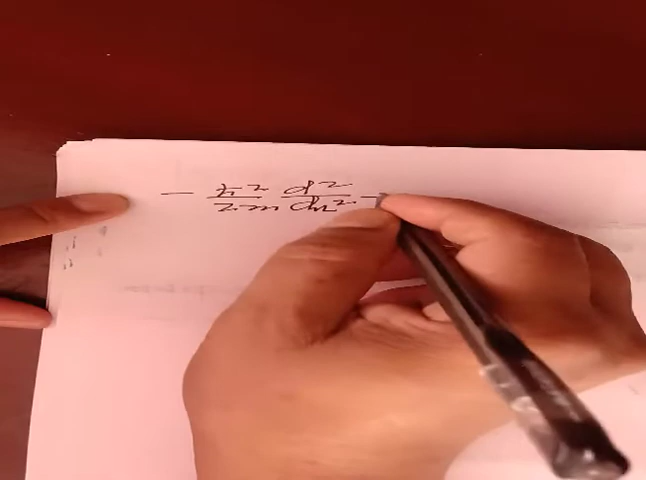 - ħ²/2m d²/dx²